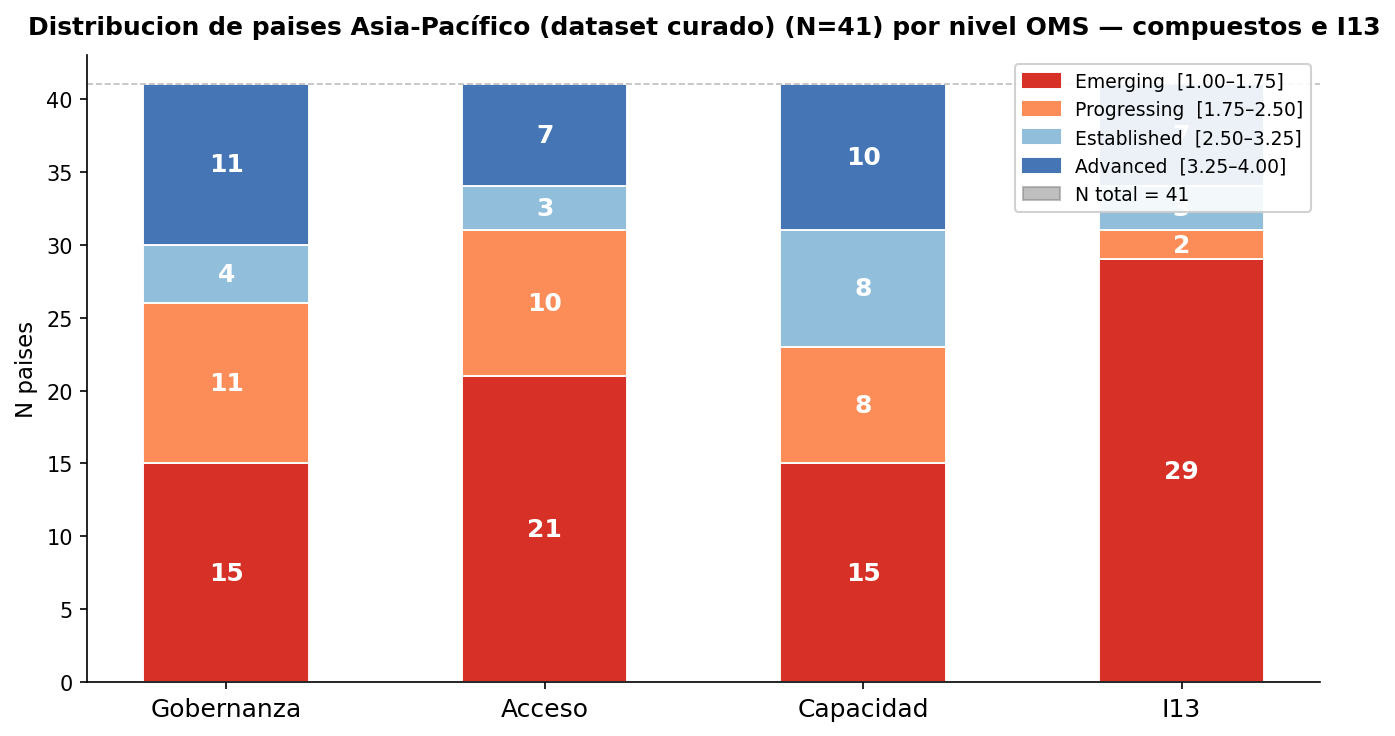 Distribucion de paises Asia-Pacífico (dataset curado) (N=41) por nivel OMS — compuestos e I13
Emerging [1.00–1.75]
Progressing [1.75–2.50]
Established [2.50–3.25]
Advanced [3.25–4.00]
N total = 41
N paises
40
35
30
25
20
15
10
5
0
11
4
11
15
7
3
10
21
10
8
8
15
2
29
Gobernanza
Acceso
Capacidad
I13